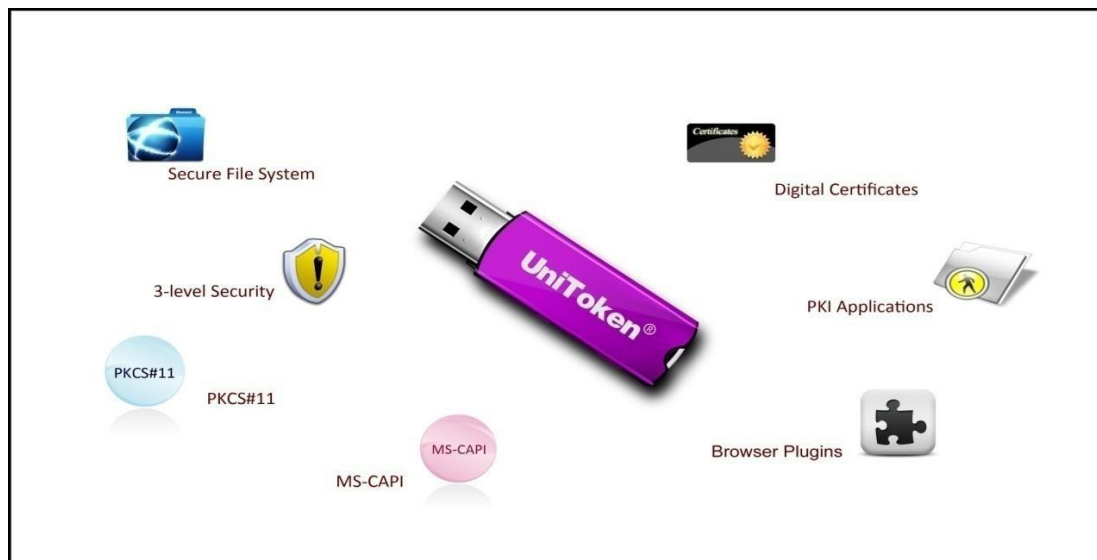 Certificates
Secure File System
Digital Certificates
UniToken®
3-level Security
PKI Applications
PKCS#11
PKCS#11
MS-CAPI
Browser Plugins
MS-CAPI